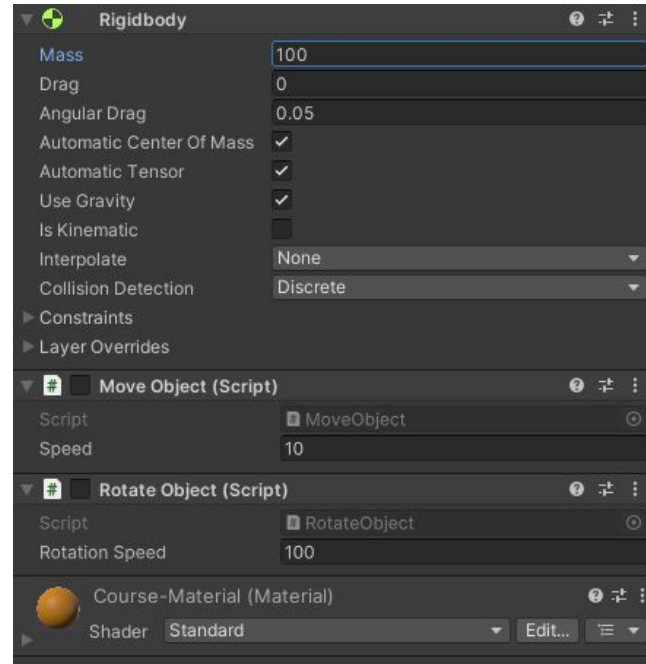 Rigidbody
Mass 100
Drag 0
Angular Drag 0.05
Automatic Center Of Mass
Automatic Tensor
Use Gravity
Is Kinematic
Interpolate None
Collision Detection Discrete
Constraints
Layer Overrides
# Move Object (Script)
Script # MoveObject
Speed 10
# Rotate Object (Script)
Script # RotateObject
Rotation Speed 100
Course-Material (Material)
Shader Standard Edit...